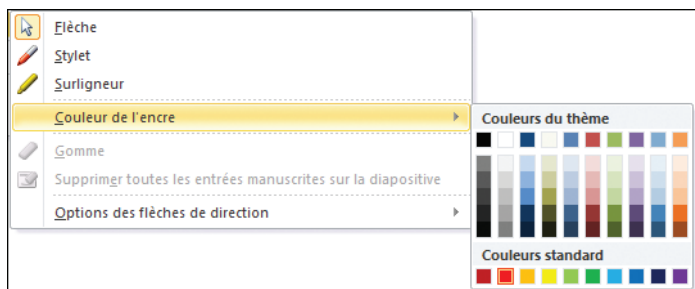 Flèche
Stylet
Surligneur
Couleur de l'encre
Gomme
Supprimer toutes les entrées manuscrites sur la diapositive
Options des flèches de direction
Couleurs du thème
Couleurs standard